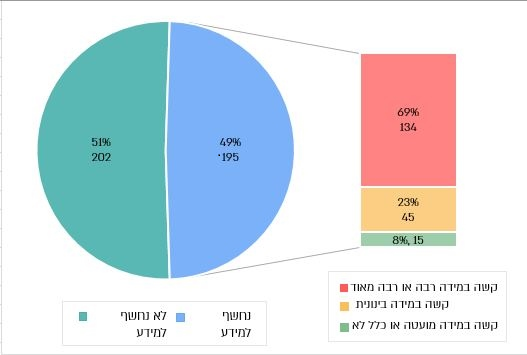 69%
134
51%
202
49%
195*
23%
45
8%, 15
קשה במידה רבה או רבה מאוד
קשה במידה בינונית
קשה במידה מועטה או כלל לא
נחשף
למידע
לא נחשף
למידע